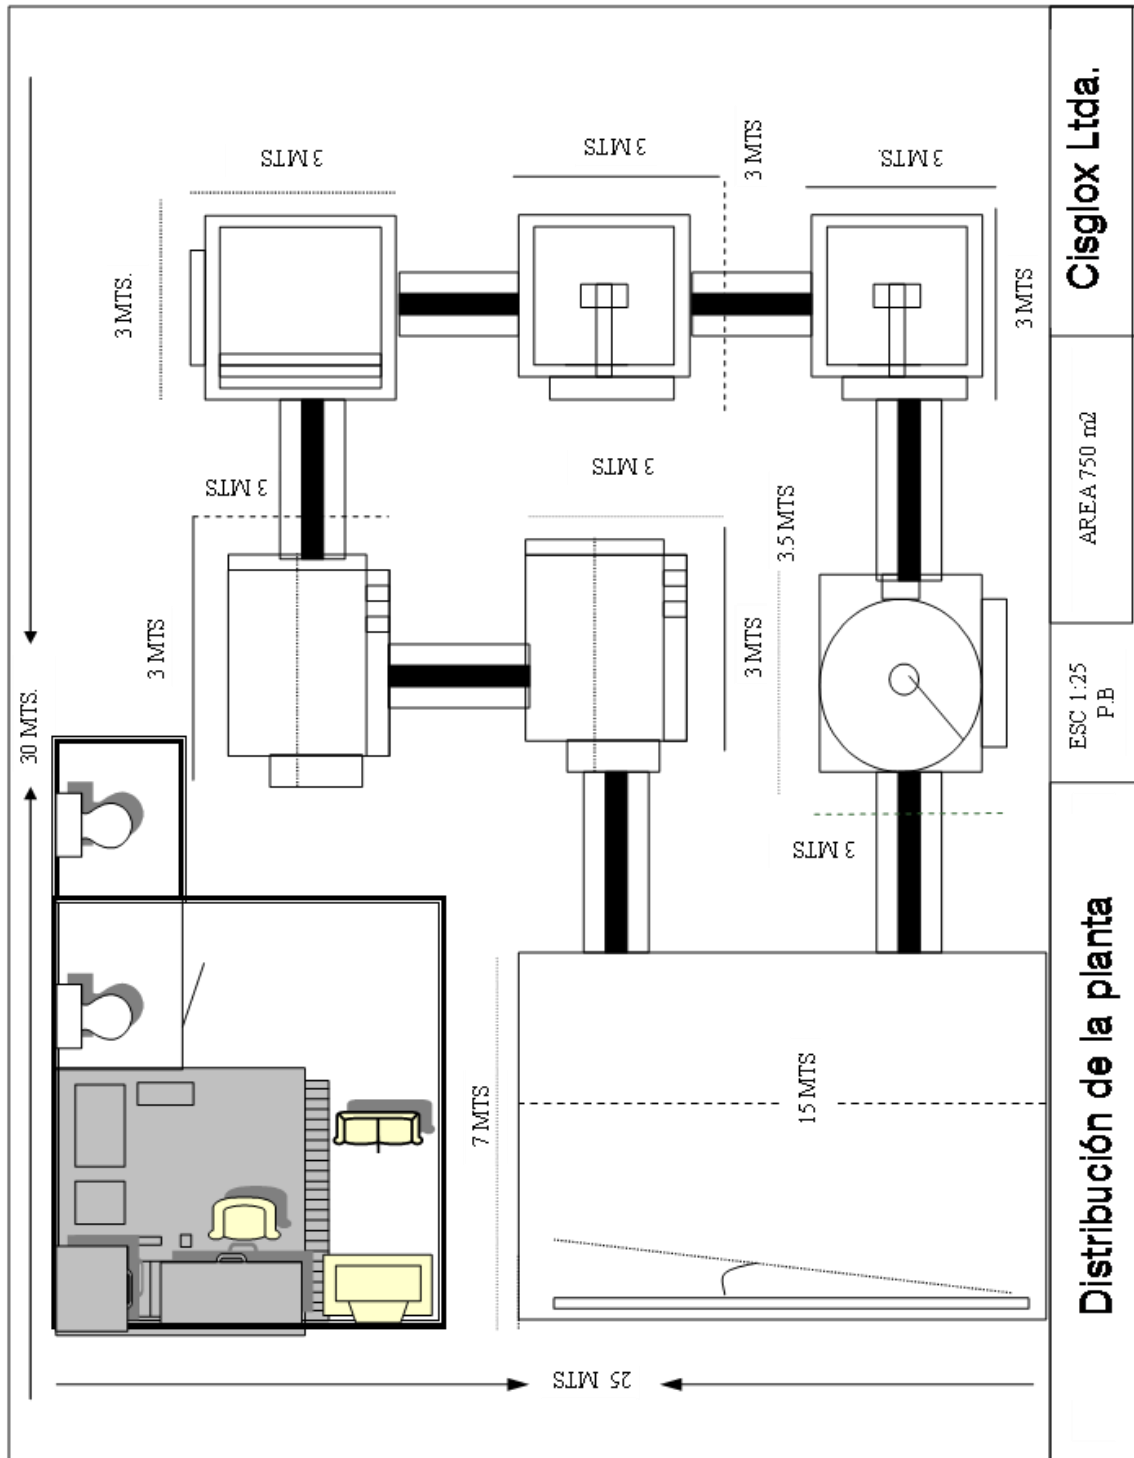 3 MTS
3 MTS
3 MTS
3 MTS.
3 MTS.
3 MTS
3 MTS
3 MTS
3.5 MTS
3 MTS
3 MTS
30 MTS.
3 MTS
7 MTS
15 MTS
25 MTS
Cisglox Ltda.
AREA 750 m2
ESC 1:25
P.B
Distribución de la planta